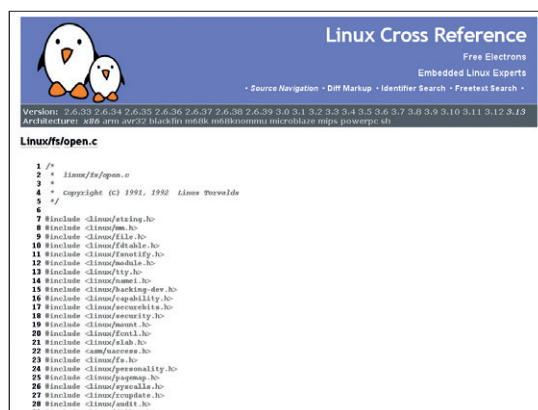 Linux Cross Reference
Free Electrons
Embedded Linux Experts
• Source Navigation • Diff Markup • Identifier Search • Freetext Search •
Version: 2.6.33 2.6.34 2.6.35 2.6.36 2.6.37 2.6.38 2.6.39 3.0 3.1 3.2 3.3 3.4 3.5 3.6 3.7 3.8 3.9 3.10 3.11 3.12 3.13
Architecture: x86 arm avr32 blackfin m68k m68knommu microblaze mips powerpc sh
Linux/fs/open.c
1 /*
2 * linux/fs/open.c
3 *
4 * Copyright (C) 1991, 1992 Linus Torvalds
5 */
6
7 #include <linux/string.h>
8 #include <linux/mm.h>
9 #include <linux/file.h>
10 #include <linux/fdtable.h>
11 #include <linux/fsnotify.h>
12 #include <linux/module.h>
13 #include <linux/tty.h>
14 #include <linux/namei.h>
15 #include <linux/backing-dev.h>
16 #include <linux/capability.h>
17 #include <linux/securebits.h>
18 #include <linux/security.h>
19 #include <linux/mount.h>
20 #include <linux/fcntl.h>
21 #include <linux/slab.h>
22 #include <asm/uaccess.h>
23 #include <linux/fs.h>
24 #include <linux/personality.h>
25 #include <linux/pagemap.h>
26 #include <linux/syscalls.h>
27 #include <linux/rcupdate.h>
28 #include <linux/audit.h>